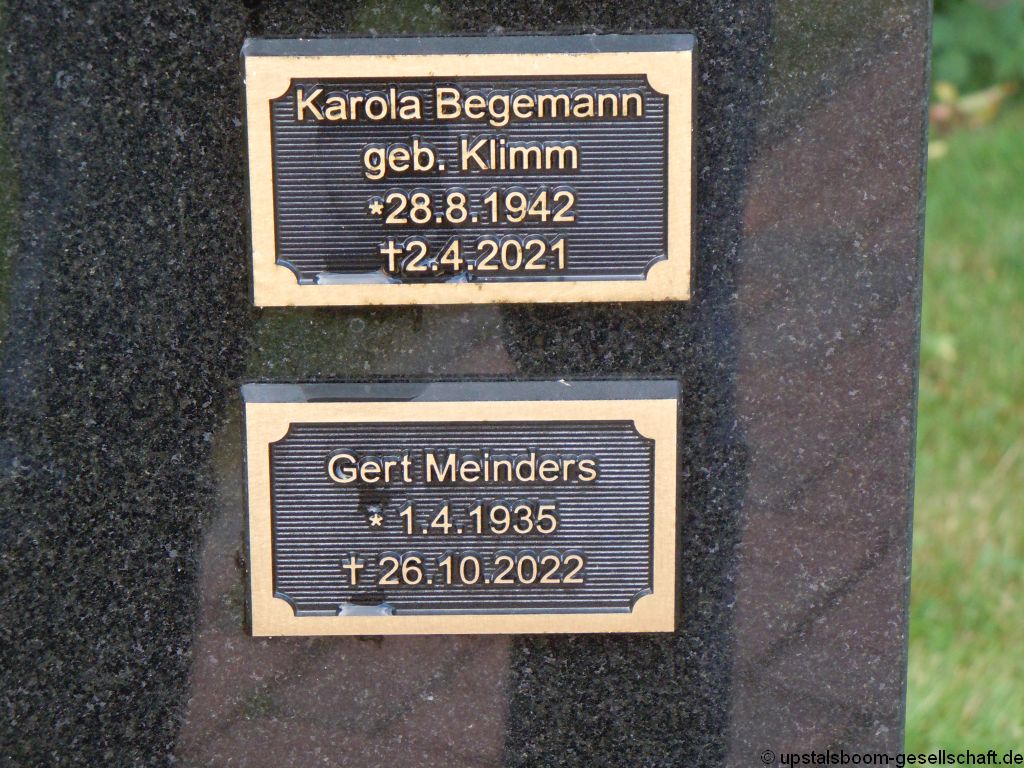 Karola Begemann
geb. Klimm
*28.8.1942
†2.4.2021
Gert Meinders
* 1.4.1935
† 26.10.2022
© upstalsboom-gesellschaft.de